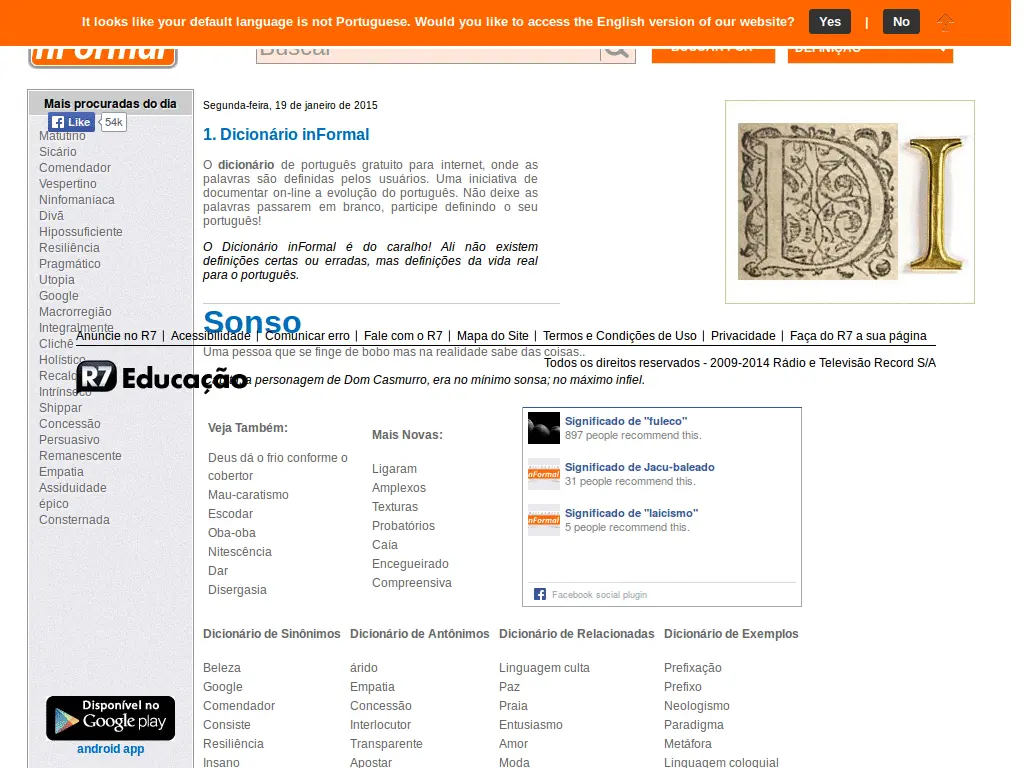 It looks like your default language is not Portuguese. Would you like to access the English version of our website? Yes | No
inFormal
Buscar
BUSCAR POR
DEFINIÇÃO
Mais procuradas do dia
Like 54k
Matutino
Sicário
Comendador
Vespertino
Ninfomaníaca
Divã
Hipossuficiente
Resiliência
Pragmático
Utopia
Google
Macrorregião
Integralmente
Clichê
Holístico
Intrínseco
Shippar
Concessão
Persuasivo
Remanescente
Empatia
Assiduidade
épico
Consternada
DISPONÍVEL NO
Google play
android app
Segunda-feira, 19 de janeiro de 2015
1. Dicionário inFormal
O dicionário de português gratuito para internet, onde as
palavras são definidas pelos usuários. Uma iniciativa de
documentar on-line a evolução do português. Não deixe as
palavras passarem em branco, participe definindo o seu
português!
O Dicionário inFormal é do caralho! Ali não existem
definições certas ou erradas, mas definições da vida real
para o português.
D I
Sonso
Anuncie no R7 | Acessibilidade | Comunicar erro | Fale com o R7 | Mapa do Site | Termos e Condições de Uso | Privacidade | Faça do R7 a sua página
Uma pessoa que se finge de bobo mas na realidade sabe das coisas..
Todos os direitos reservados - 2009-2014 Rádio e Televisão Record S/A
R7 Educação
a personagem de Dom Casmurro, era no mínimo sonsa; no máximo infiel.
Veja Também:
Deus dá o frio conforme o
cobertor
Mau-caratismo
Escodar
Oba-oba
Nitescência
Dar
Disergasia
Mais Novas:
Ligaram
Amplexos
Texturas
Probatórios
Caía
Encegueirado
Compreensiva
Significado de "fuleco"
897 people recommend this.
Significado de Jacu-baleado
31 people recommend this.
Significado de "laicismo"
5 people recommend this.
Facebook social plugin
Dicionário de Sinônimos
Beleza
Google
Comendador
Consiste
Resiliência
Insano
Dicionário de Antônimos
árido
Empatia
Concessão
Interlocutor
Transparente
Apostar
Dicionário de Relacionadas
Linguagem culta
Paz
Praia
Entusiasmo
Amor
Moda
Dicionário de Exemplos
Prefixação
Prefixo
Neologismo
Paradigma
Metáfora
Linguagem coloquial